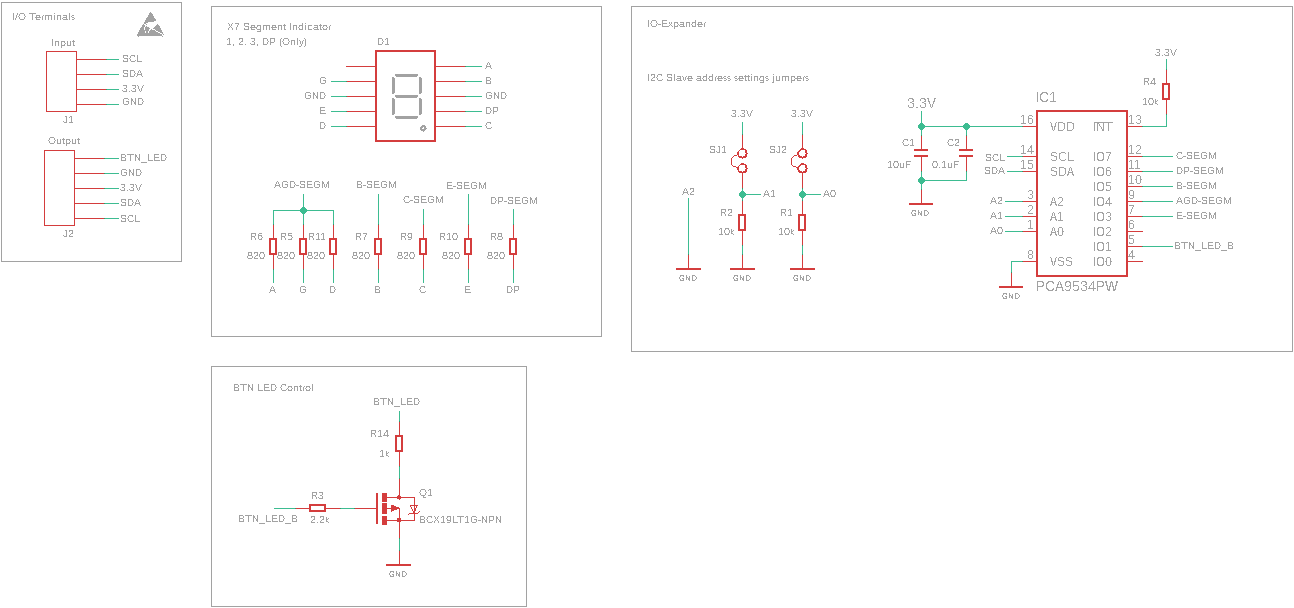 I/O Terminals
Input
SCL
SDA
3.3V
GND
J1
Output
BTN_LED
GND
3.3V
SDA
SCL
J2
X7 Segment Indicator
1, 2. 3, DP (Only)
D1
A
G
B
GND
GND
E
DP
D
C
AGD-SEGM
B-SEGM
E-SEGM
C-SEGM
DP-SEGM
R6
R5
R11
R7
R9
R10
R8
820
820
820
820
820
820
820
A
G
D
B
C
E
DP
IO-Expander
I2C Slave address settings jumpers
3.3V
3.3V
SJ1
SJ2
A2
A1
A0
R2
R1
10k
10k
GND
GND
GND
3.3V
C1
C2
10uF
0.1uF
GND
3.3V
R4
10k
IC1
16
VDD
INT
13
SCL
14
SCL
IO7
12
C-SEGM
SDA
15
SDA
IO6
11
DP-SEGM
IO5
10
B-SEGM
A2
3
A2
IO4
9
AGD-SEGM
A1
2
A1
IO3
7
E-SEGM
A0
1
A0
IO2
6
IO1
5
BTN_LED_B
8
VSS
IO0
4
GND
PCA9534PW
BTN LED Control
BTN_LED
R14
1k
R3
Q1
BTN_LED_B
2.2k
BCX19LT1G-NPN
GND